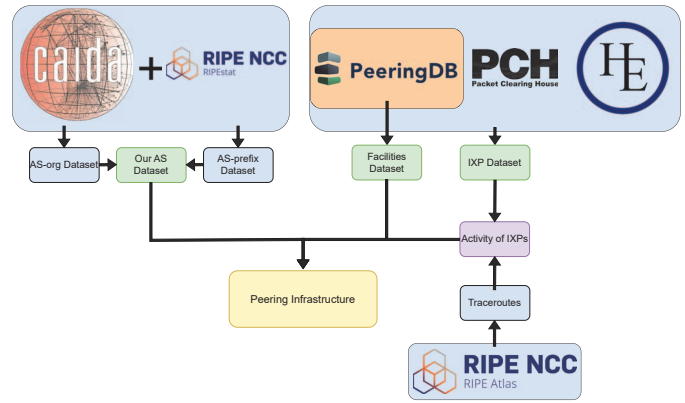 caida
+
RIPE NCC
RIPEstat
PeeringDB
PCH
Packet Clearing House
HE
AS-org Dataset
Our AS
Dataset
AS-prefix
Dataset
Facilities
Dataset
IXP Dataset
Activity of IXPs
Peering Infrastructure
Traceroutes
RIPE NCC
RIPE Atlas